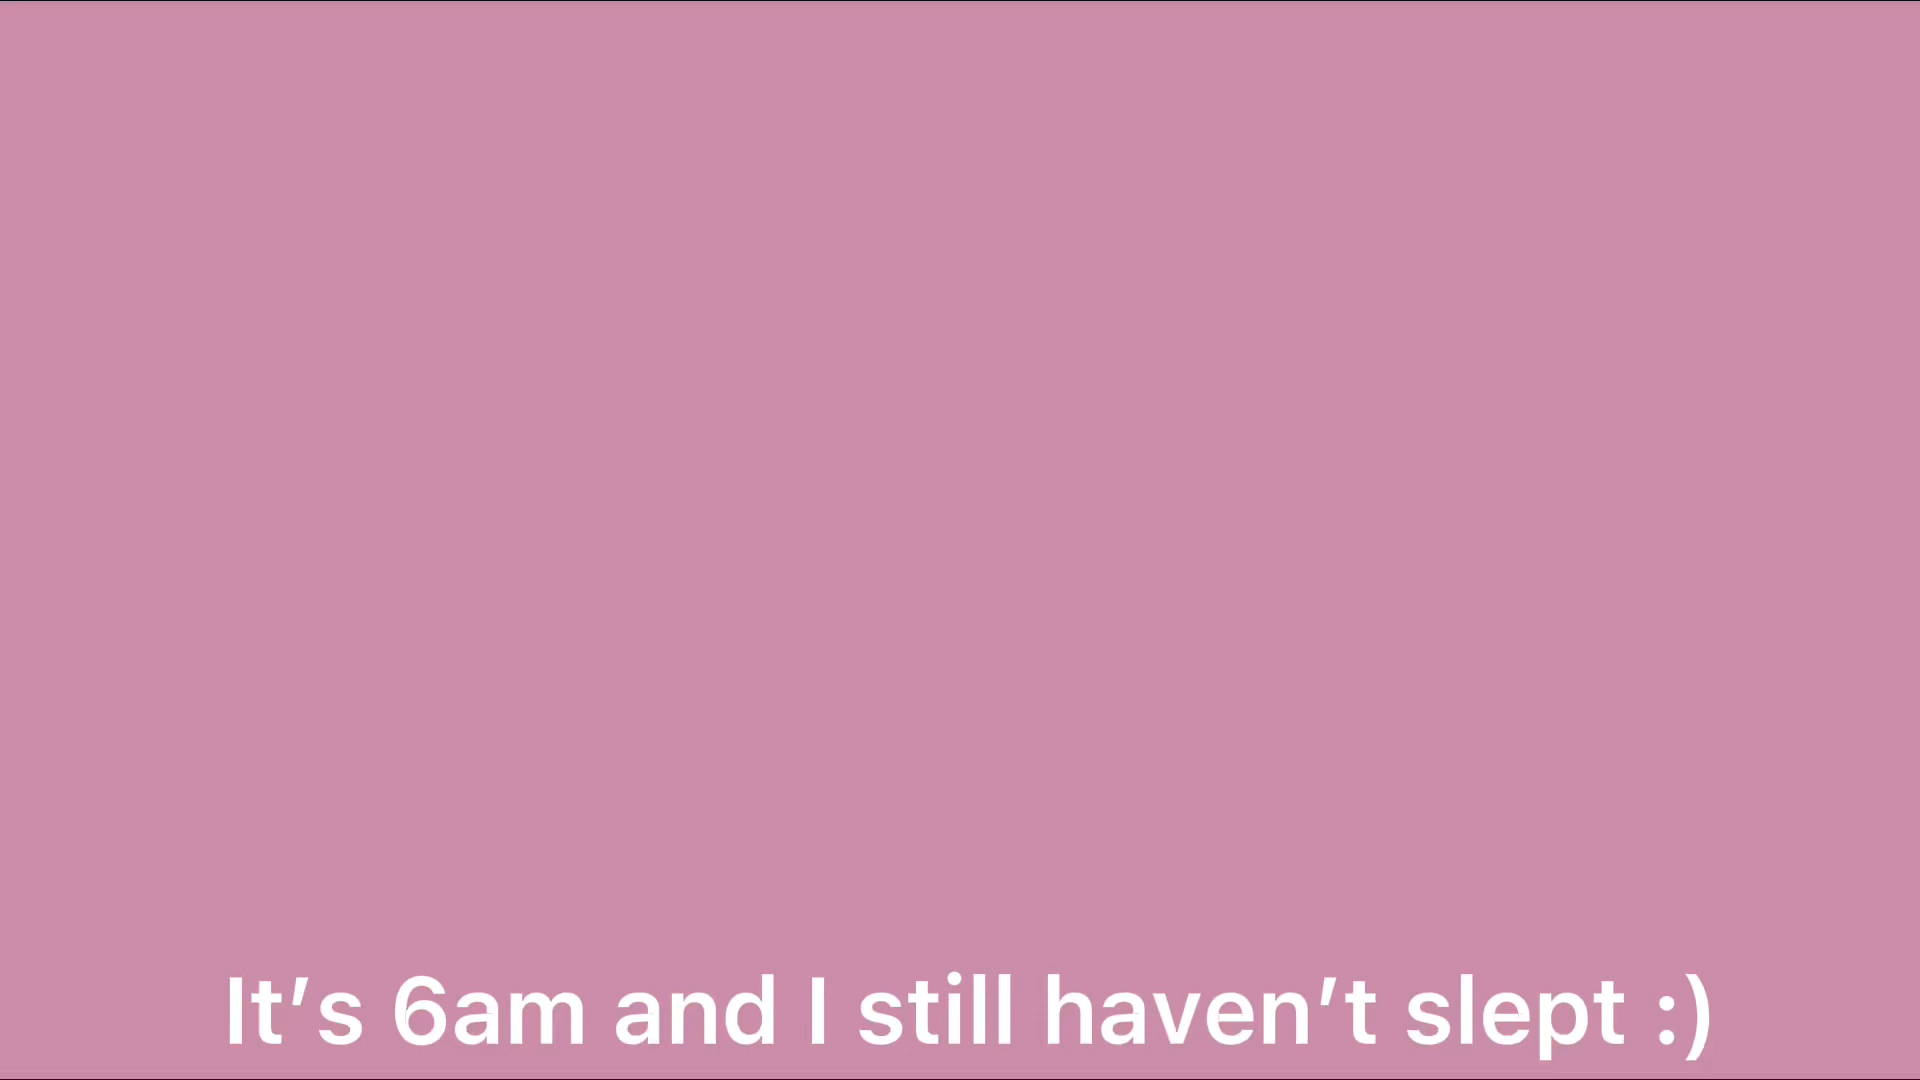 It’s 6am and I still haven’t slept :)